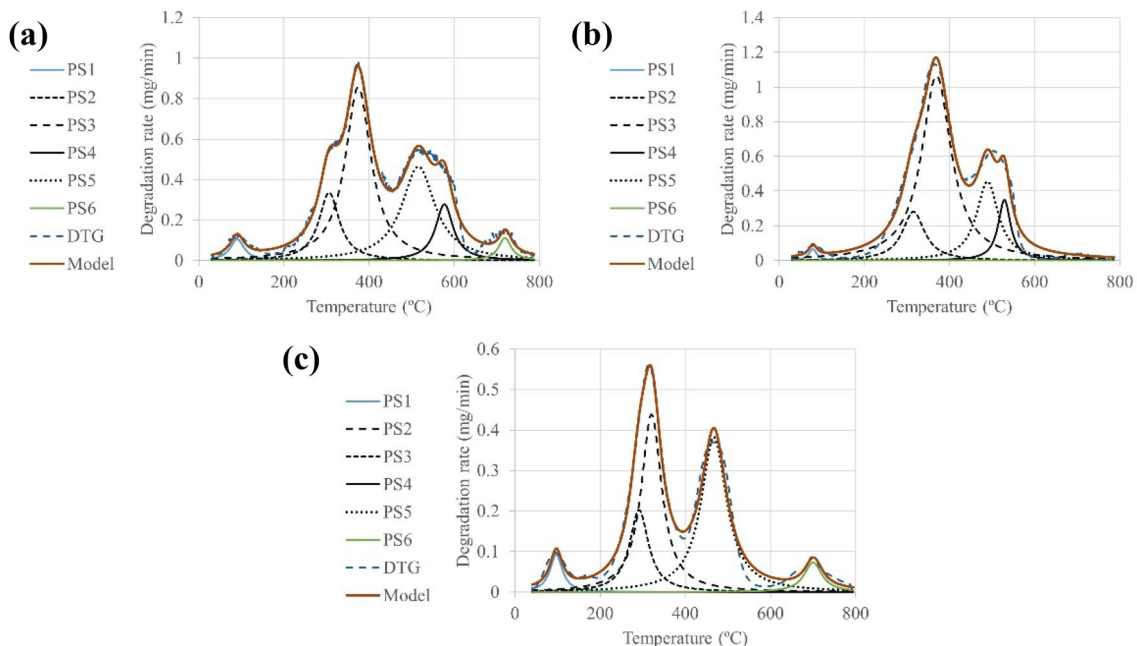 (a)
Degradation rate (mg/min)
1.2
1
0.8
0.6
0.4
0.2
0
0 200 400 600 800
Temperature (ºC)
PS1
PS2
PS3
PS4
PS5
PS6
DTG
Model
(b)
Degradation rate (mg/min)
1.4
1.2
1
0.8
0.6
0.4
0.2
0
0 200 400 600 800
Temperature (ºC)
PS1
PS2
PS3
PS4
PS5
PS6
DTG
Model
(c)
Degradation rate (mg/min)
0.6
0.5
0.4
0.3
0.2
0.1
0
0 200 400 600 800
Temperature (ºC)
PS1
PS2
PS3
PS4
PS5
PS6
DTG
Model